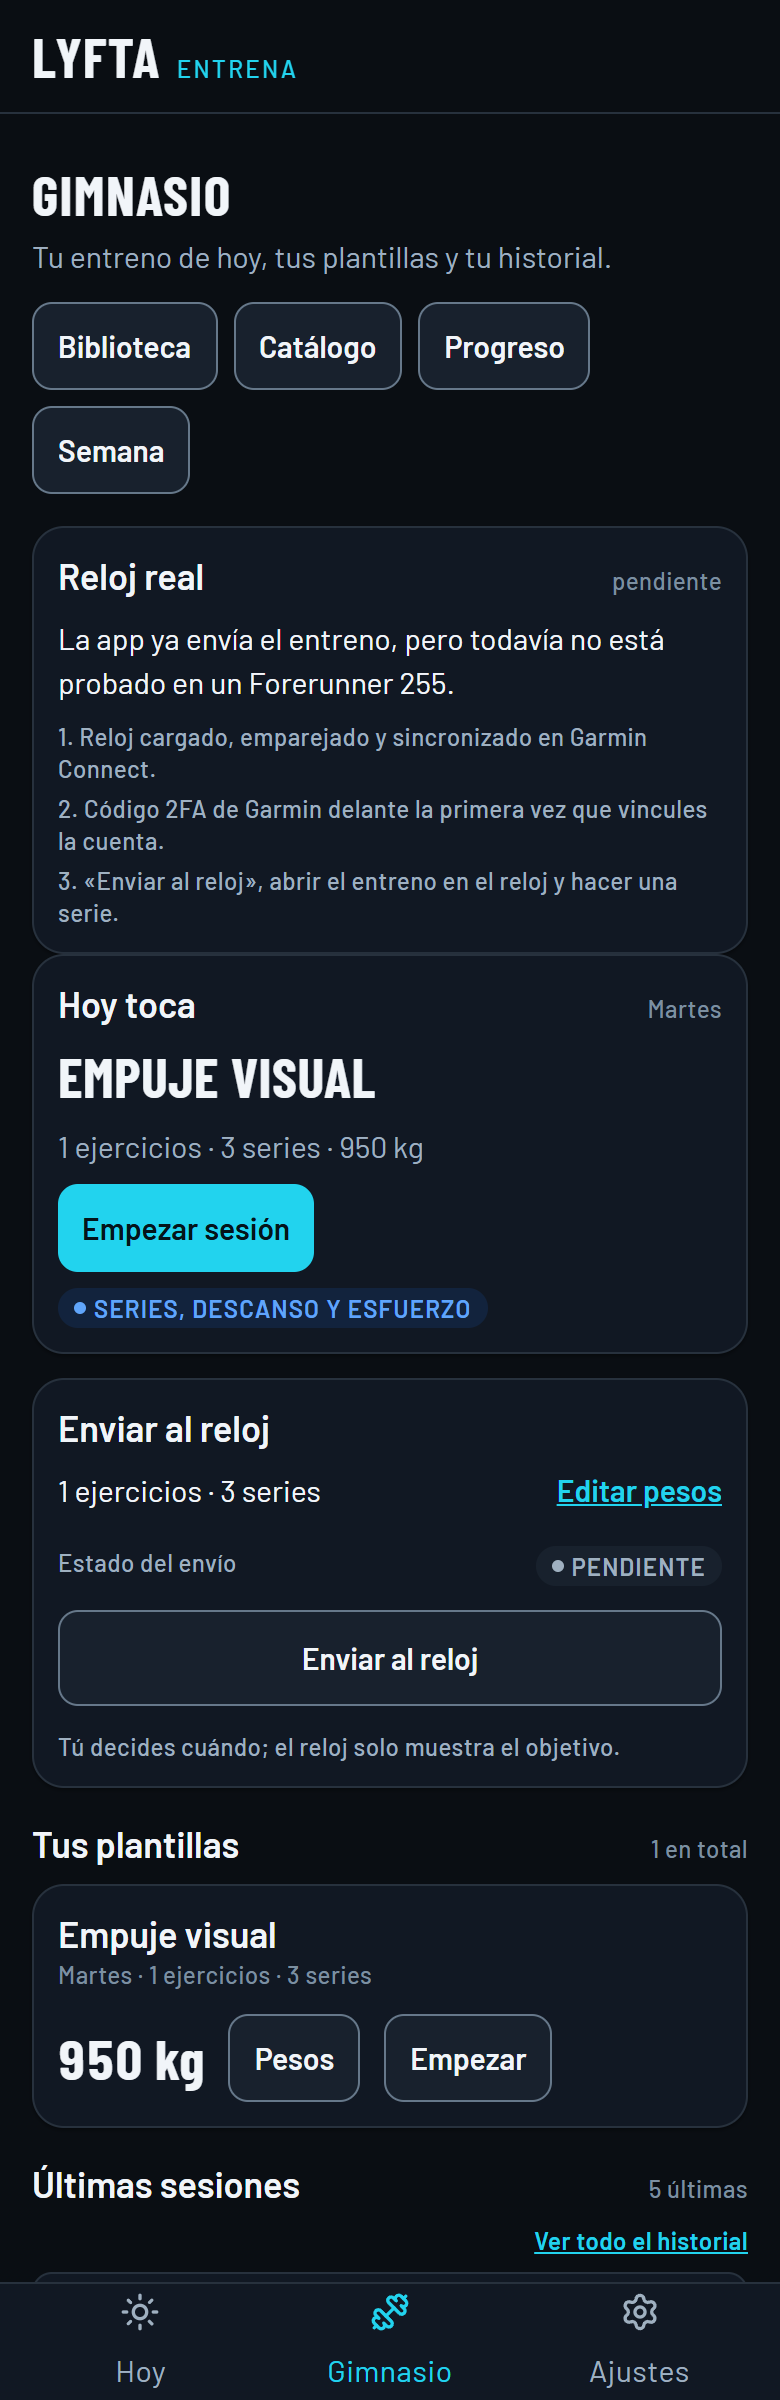 LYFTA ENTRENA
GIMNASIO
Tu entreno de hoy, tus plantillas y tu historial.
Biblioteca
Catálogo
Progreso
Semana
Reloj real
pendiente
La app ya envía el entreno, pero todavía no está
probado en un Forerunner 255.
1. Reloj cargado, emparejado y sincronizado en Garmin
Connect.
2. Código 2FA de Garmin delante la primera vez que vincules
la cuenta.
3. «Enviar al reloj», abrir el entreno en el reloj y hacer una
serie.
Hoy toca
Martes
EMPUJE VISUAL
1 ejercicios · 3 series · 950 kg
Empezar sesión
SERIES, DESCANSO Y ESFUERZO
Enviar al reloj
1 ejercicios · 3 series
Editar pesos
Estado del envío
PENDIENTE
Enviar al reloj
Tú decides cuándo; el reloj solo muestra el objetivo.
Tus plantillas
1 en total
Empuje visual
Martes · 1 ejercicios · 3 series
950 kg
Pesos
Empezar
Últimas sesiones
5 últimas
Ver todo el historial
Hoy
Gimnasio
Ajustes